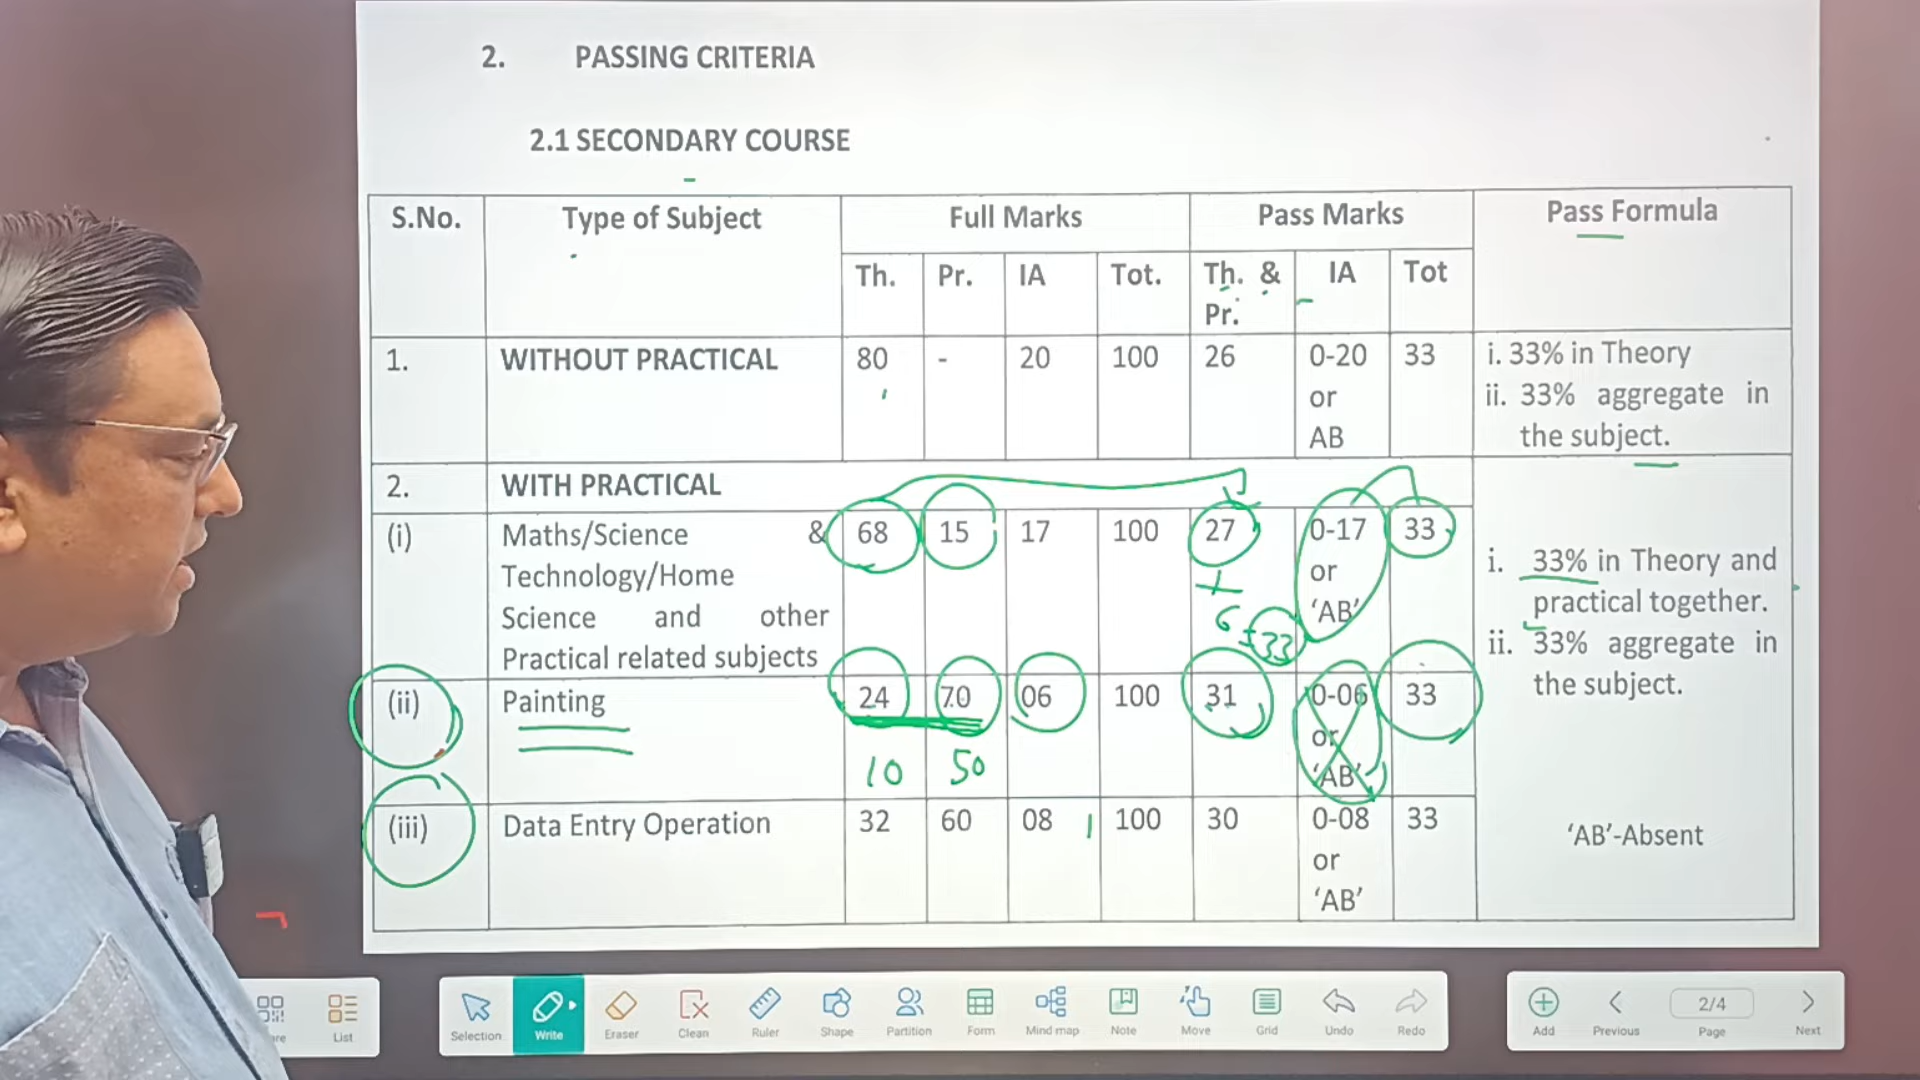 2. PASSING CRITERIA
2.1 SECONDARY COURSE
S.No. Type of Subject Full Marks Pass Marks Pass Formula
Th. Pr. IA Tot. Th. & Pr. IA Tot
1. WITHOUT PRACTICAL 80 - 20 100 26 0-20 33 i. 33% in Theory
or ii. 33% aggregate in
AB the subject.
2. WITH PRACTICAL
(i) Maths/Science & 68 15 17 100 27 0-17 33
Technology/Home or
Science and other 'AB'
Practical related subjects
+
6 = 33
i. 33% in Theory and
practical together.
ii. 33% aggregate in
the subject.
(ii) Painting 24 70 06 100 31 0-06 33
or
'AB'
10 50
(iii) Data Entry Operation 32 60 08 100 30 0-08 33 'AB'-Absent
or
'AB'
List
Selection Write Eraser Clean Ruler Shape Partition Form Mind map Note Move Grid Undo Redo
Add Previous 2/4 Page Next